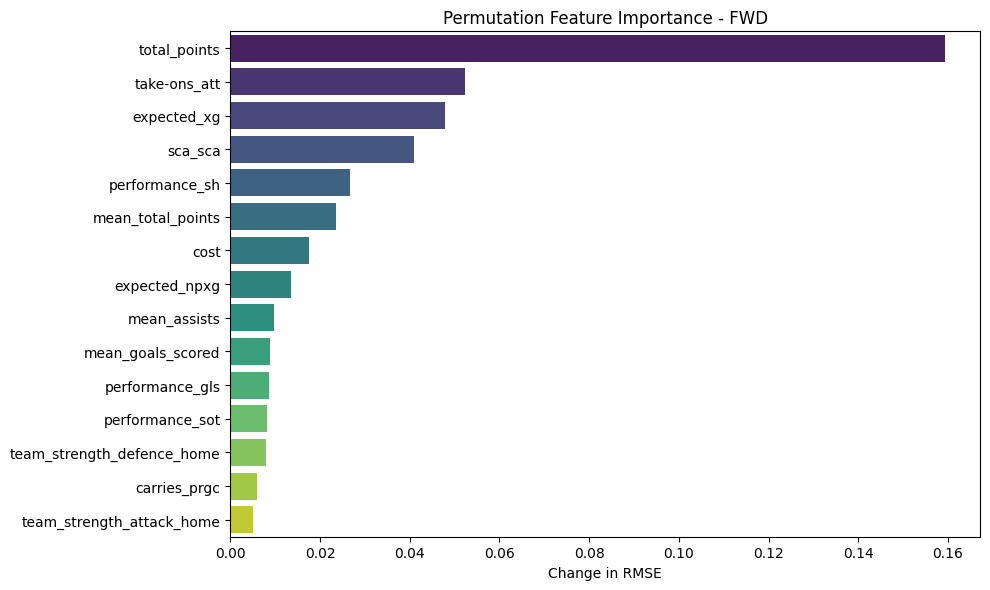 Permutation Feature Importance - FWD
total_points
take-ons_att
expected_xg
sca_sca
performance_sh
mean_total_points
cost
expected_npxg
mean_assists
mean_goals_scored
performance_gls
performance_sot
team_strength_defence_home
carries_prgc
team_strength_attack_home
0.00 0.02 0.04 0.06 0.08 0.10 0.12 0.14 0.16
Change in RMSE